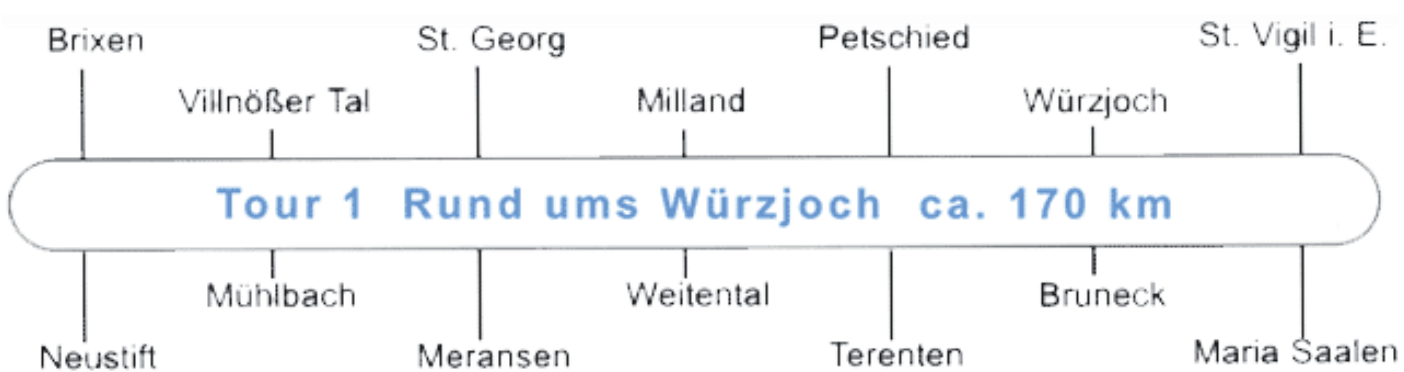 Brixen St. Georg Petschied St. Vigil i. E.
Villnößer Tal Milland Würzjoch
Tour 1 Rund ums Würzjoch ca. 170 km
Mühlbach Weitental Bruneck
Neustift Meransen Terenten Maria Saalen